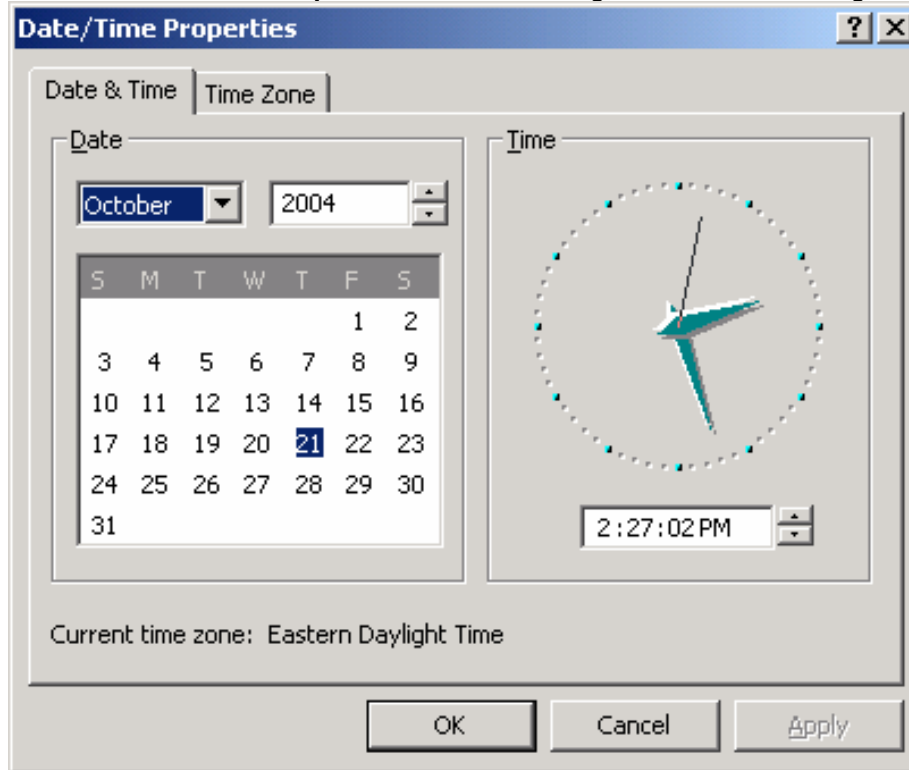 Date/Time Properties
Date & Time Time Zone
Date
Time
October 2004
S M T W T F S
1 2
3 4 5 6 7 8 9
10 11 12 13 14 15 16
17 18 19 20 21 22 23
24 25 26 27 28 29 30
31
2:27:02 PM
Current time zone: Eastern Daylight Time
OK Cancel Apply